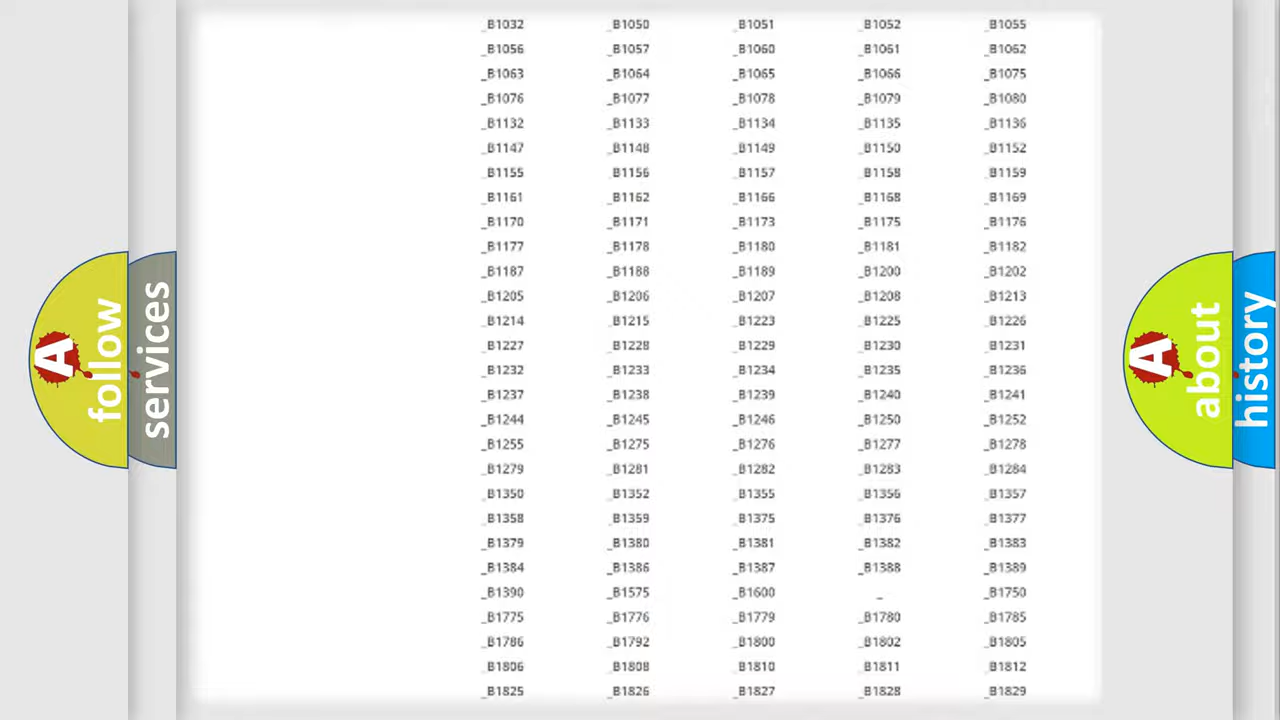 _B1032 _B1050 _B1051 _B1052 _B1055
_B1056 _B1057 _B1060 _B1061 _B1062
_B1063 _B1064 _B1065 _B1066 _B1075
_B1076 _B1077 _B1078 _B1079 _B1080
_B1132 _B1133 _B1134 _B1135 _B1136
_B1147 _B1148 _B1149 _B1150 _B1152
_B1155 _B1156 _B1157 _B1158 _B1159
_B1161 _B1162 _B1166 _B1168 _B1169
_B1170 _B1171 _B1173 _B1175 _B1176
_B1177 _B1178 _B1180 _B1181 _B1182
_B1187 _B1188 _B1189 _B1200 _B1202
_B1205 _B1206 _B1207 _B1208 _B1213
_B1214 _B1215 _B1223 _B1225 _B1226
_B1227 _B1228 _B1229 _B1230 _B1231
_B1232 _B1233 _B1234 _B1235 _B1236
_B1237 _B1238 _B1239 _B1240 _B1241
_B1244 _B1245 _B1246 _B1250 _B1252
_B1255 _B1275 _B1276 _B1277 _B1278
_B1279 _B1281 _B1282 _B1283 _B1284
_B1350 _B1352 _B1355 _B1356 _B1357
_B1358 _B1359 _B1375 _B1376 _B1377
_B1379 _B1380 _B1381 _B1382 _B1383
_B1384 _B1386 _B1387 _B1388 _B1389
_B1390 _B1575 _B1600 _ _B1750
_B1775 _B1776 _B1779 _B1780 _B1785
_B1786 _B1792 _B1800 _B1802 _B1805
_B1806 _B1808 _B1810 _B1811 _B1812
_B1825 _B1826 _B1827 _B1828 _B1829
A
follow
services
A
about
history